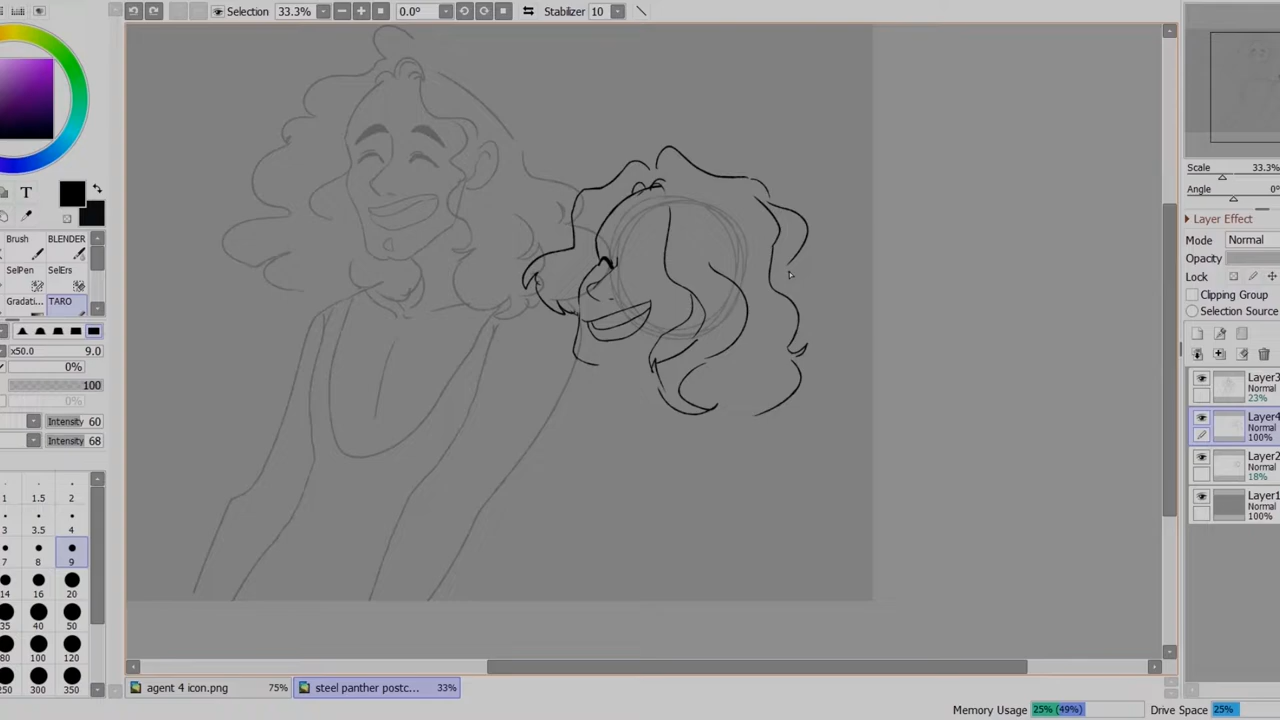 Selection 33.3% 0.0° Stabilizer 10
T
Brush BLENDER
SelPen SelErs
Gradati... TARO
x50.0 9.0
0%
100
0%
Intensity 60
Intensity 68
1 1.5 2
3 3.5 4
7 8 9
14 16 20
35 40 50
80 100 120
250 300 350
Scale 33.3%
Angle 0°
Layer Effect
Mode Normal
Opacity
Lock
Clipping Group
Selection Source
Layer3
Normal
23%
Layer4
Normal
100%
Layer2
Normal
18%
Layer1
Normal
100%
agent 4 icon.png 75% steel panther postc... 33%
Memory Usage 25% (49%) Drive Space 25%